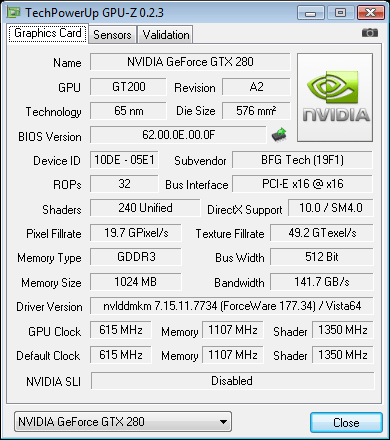 TechPowerUp GPU-Z 0.2.3
Graphics Card Sensors Validation
Name NVIDIA GeForce GTX 280
GPU GT200 Revision A2
Technology 65 nm Die Size 576 mm²
BIOS Version 62.00.0E.00.0F
Device ID 10DE - 05E1 Subvendor BFG Tech (19F1)
ROPs 32 Bus Interface PCI-E x16 @ x16
Shaders 240 Unified DirectX Support 10.0 / SM4.0
Pixel Fillrate 19.7 GPixel/s Texture Fillrate 49.2 GTexel/s
Memory Type GDDR3 Bus Width 512 Bit
Memory Size 1024 MB Bandwidth 141.7 GB/s
Driver Version nvlddmkm 7.15.11.7734 (ForceWare 177.34) / Vista64
GPU Clock 615 MHz Memory 1107 MHz Shader 1350 MHz
Default Clock 615 MHz Memory 1107 MHz Shader 1350 MHz
NVIDIA SLI Disabled
NVIDIA GeForce GTX 280 Close
NVIDIA